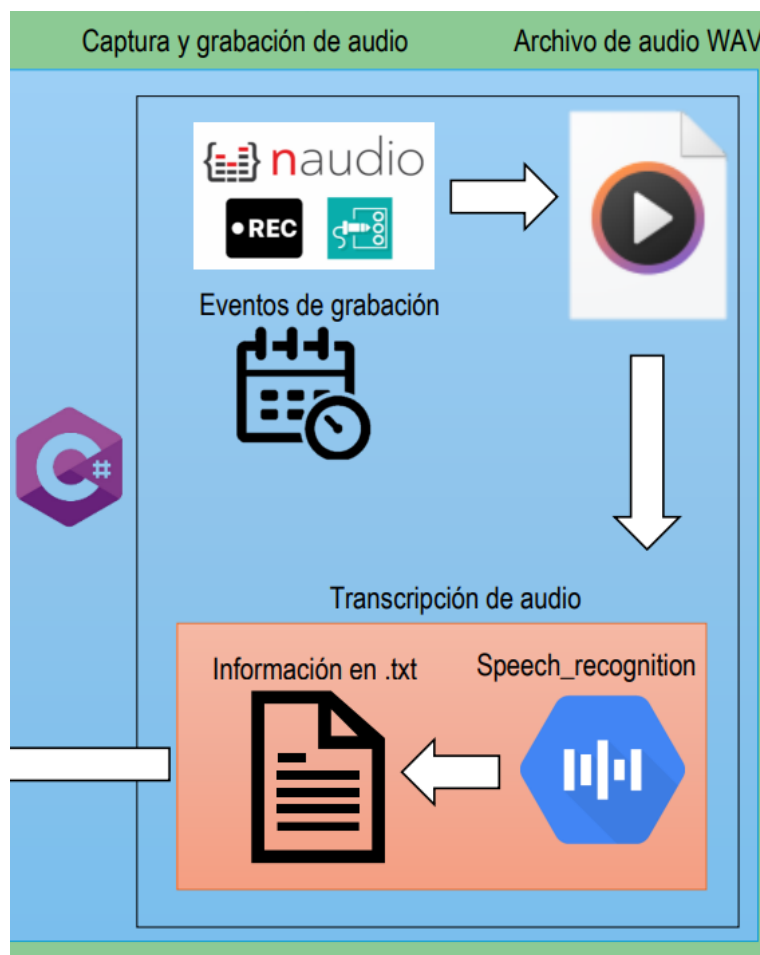 Captura y grabación de audio
Archivo de audio WAV
{} naudio
REC
Eventos de grabación
C#
Transcripción de audio
Información en .txt
Speech_recognition